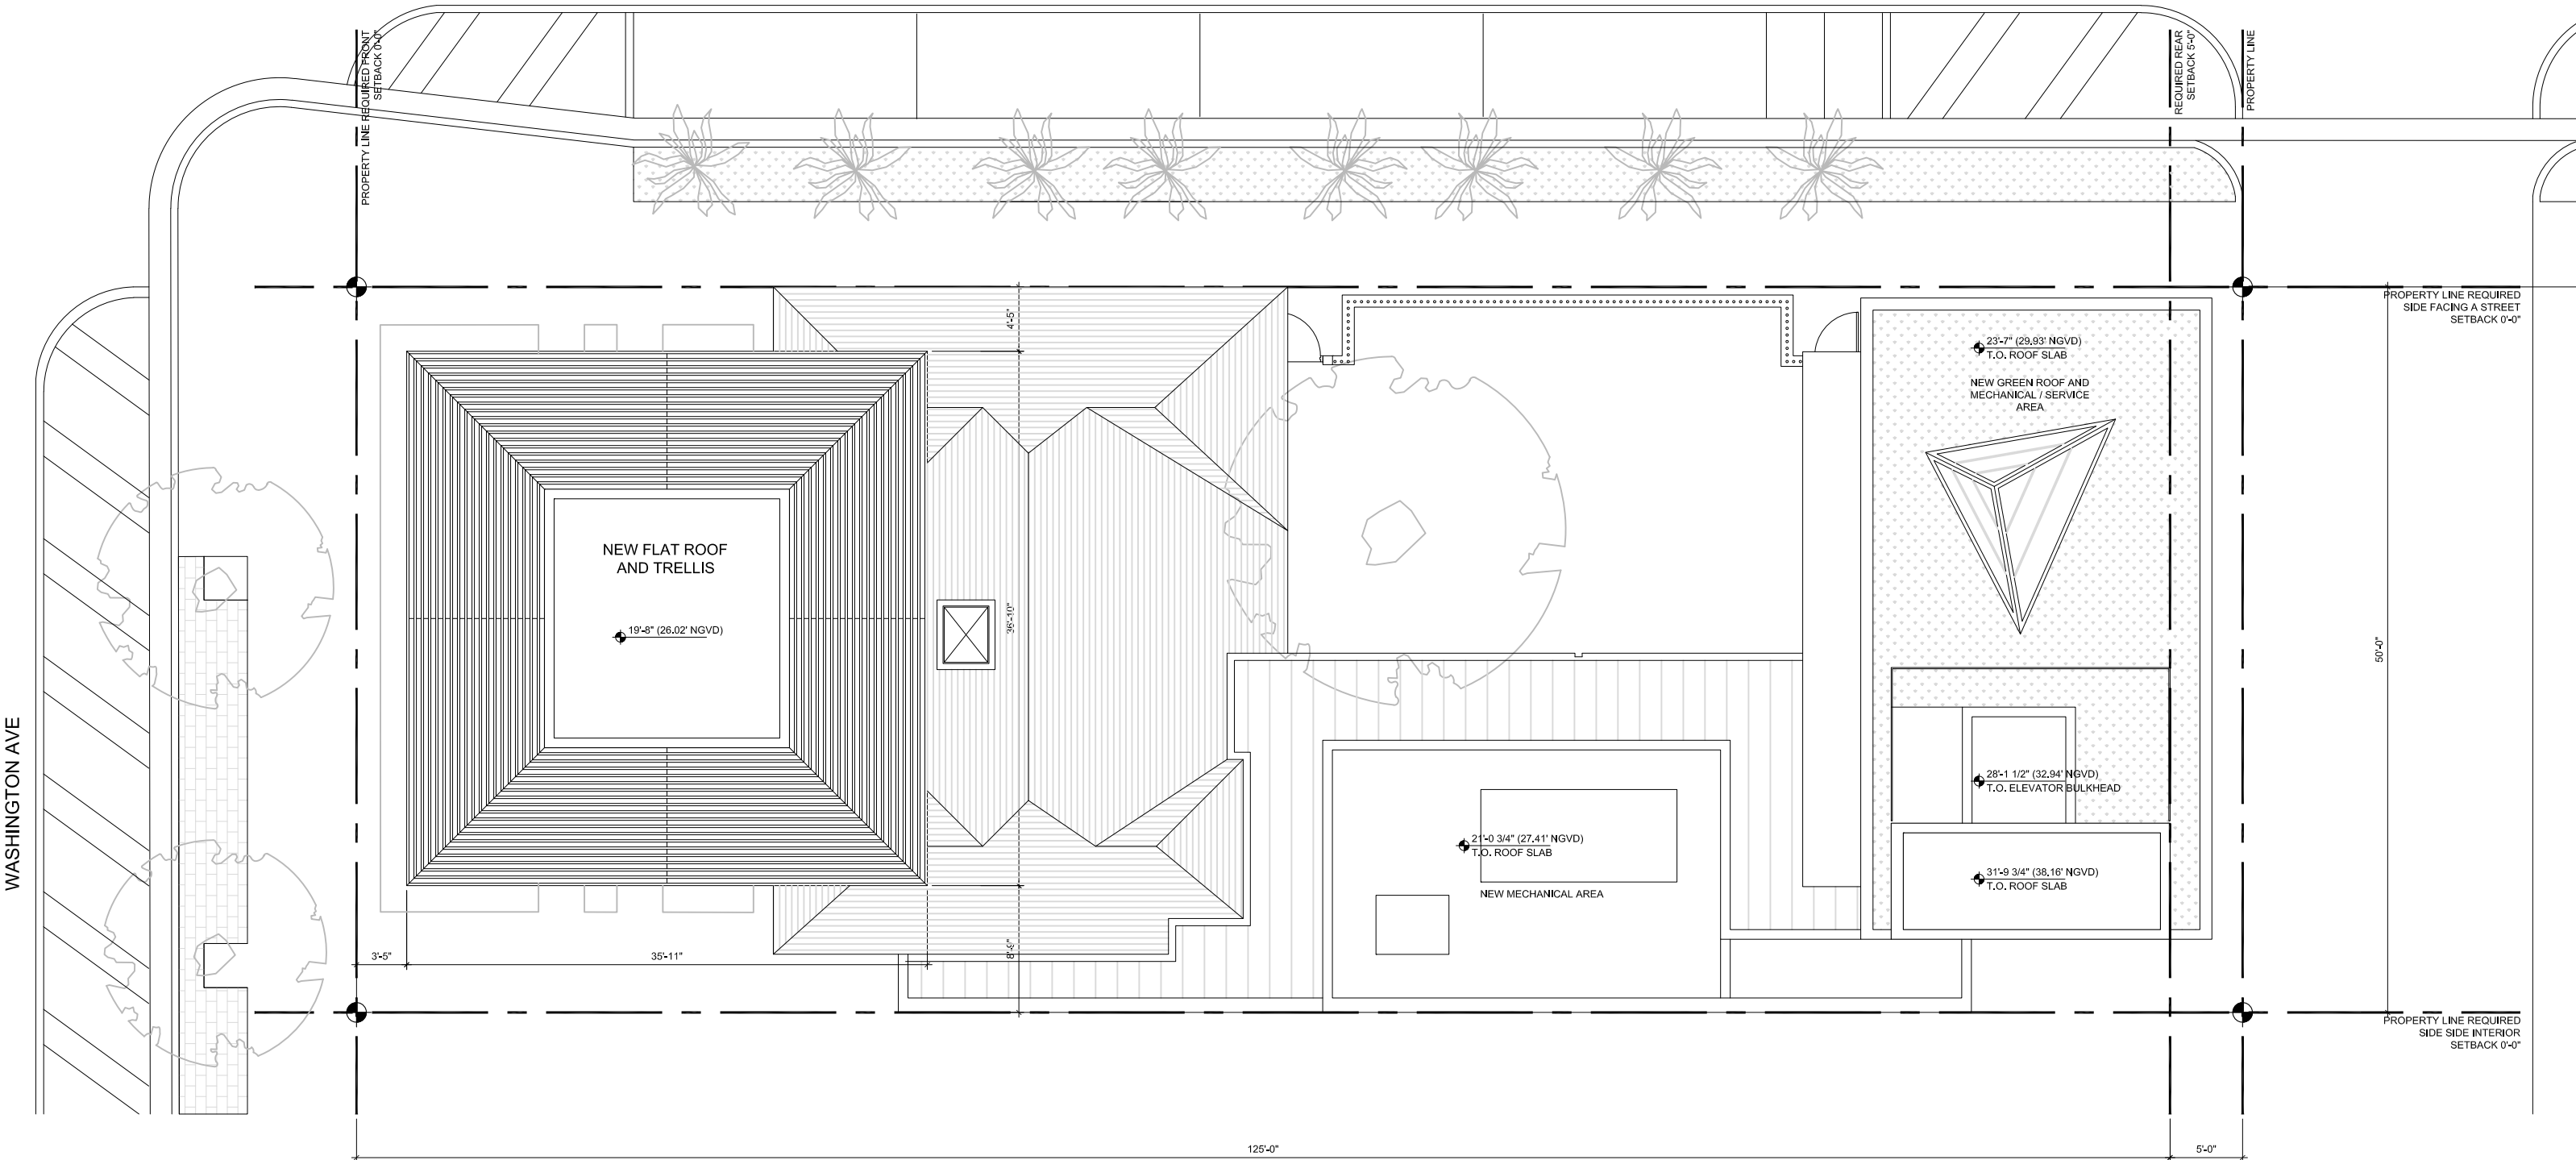 PROPERTY LINE REQUIRED FRONT
SETBACK 0'-0"
REQUIRED REAR
SETBACK 5'-0"
PROPERTY LINE
PROPERTY LINE REQUIRED
SIDE FACING A STREET
SETBACK 0'-0"
4'-5"
23'-7" (29.93' NGVD)
T.O. ROOF SLAB
NEW GREEN ROOF AND
MECHANICAL / SERVICE
AREA
NEW FLAT ROOF
AND TRELLIS
19'-8" (26.02' NGVD)
36'-10"
50'-0"
WASHINGTON AVE
28'-1 1/2" (32.94' NGVD)
T.O. ELEVATOR BULKHEAD
21'-0 3/4" (27.41' NGVD)
T.O. ROOF SLAB
NEW MECHANICAL AREA
31'-9 3/4" (38.16' NGVD)
T.O. ROOF SLAB
3'-5"
35'-11"
PROPERTY LINE REQUIRED
SIDE SIDE INTERIOR
SETBACK 0'-0"
125'-0"
5'-0"